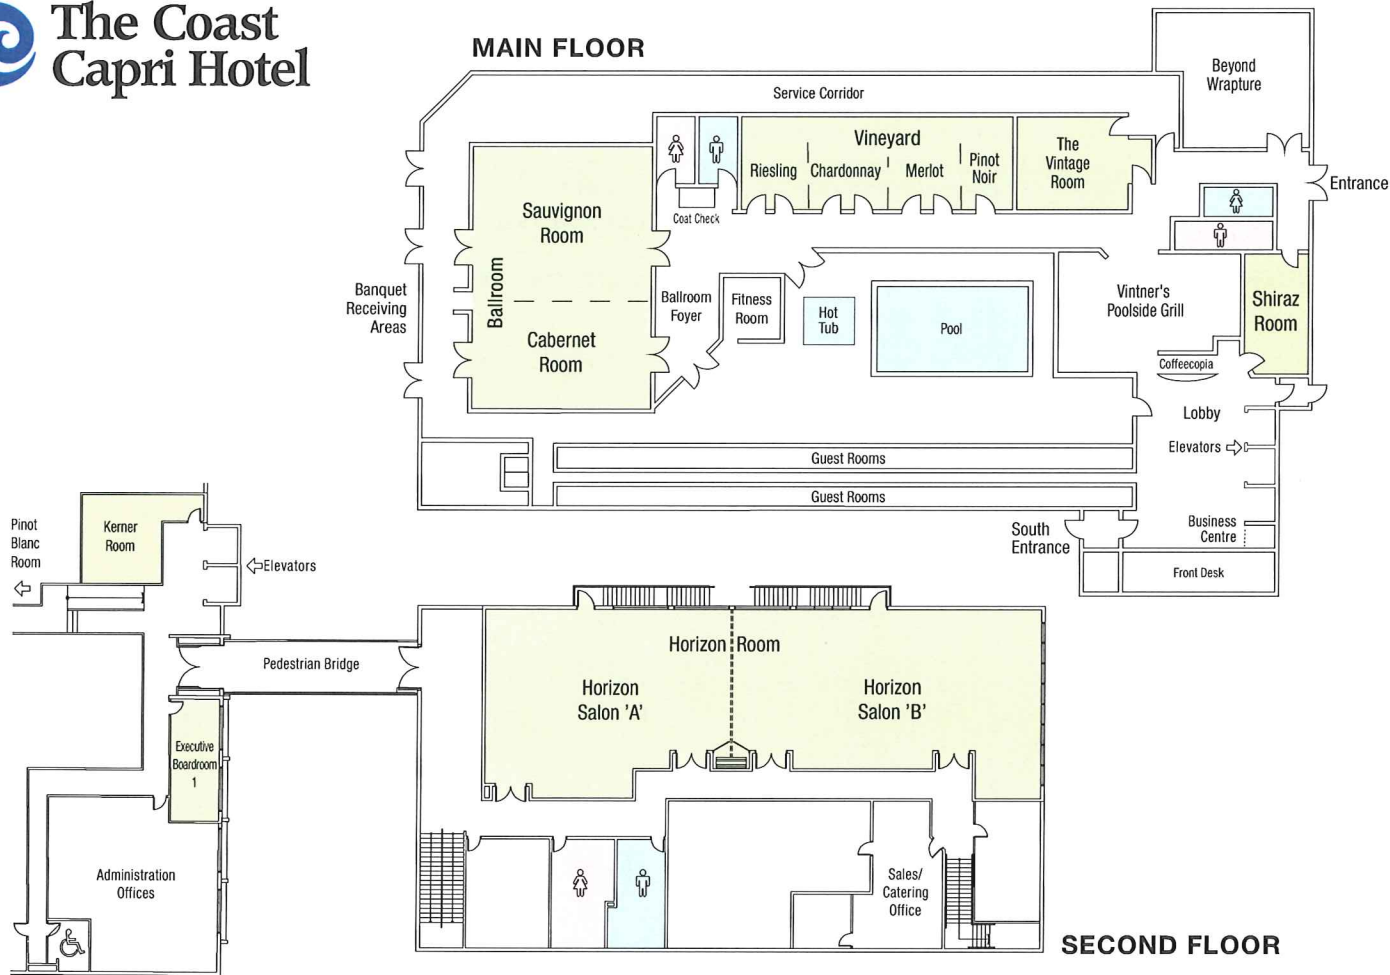 The Coast
Capri Hotel
MAIN FLOOR
Beyond
Wrapture
Service Corridor
Vineyard
Riesling
Chardonnay
Merlot
Pinot
Noir
The
Vintage
Room
Entrance
Coat Check
Sauvignon
Room
Ballroom
Cabernet
Room
Banquet
Receiving
Areas
Ballroom
Foyer
Fitness
Room
Hot
Tub
Pool
Vintner's
Poolside Grill
Shiraz
Room
Coffeecopia
Lobby
Elevators
Guest Rooms
Guest Rooms
South
Entrance
Business
Centre
Front Desk
Pinot
Blanc
Room
Kerner
Room
Elevators
Pedestrian Bridge
Executive
Boardroom
1
Administration
Offices
Horizon Room
Horizon
Salon 'A'
Horizon
Salon 'B'
Sales/
Catering
Office
SECOND FLOOR